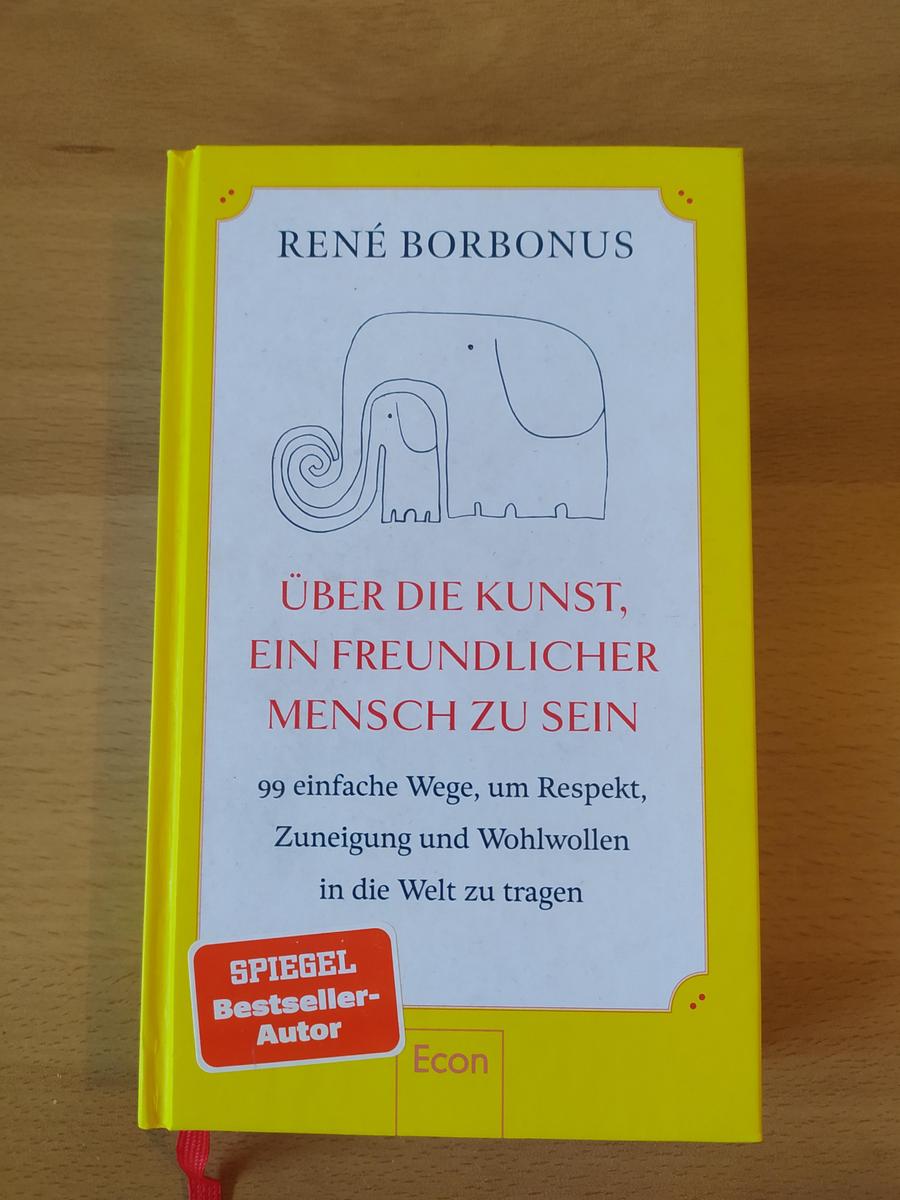 RENÉ BORBONUS
ÜBER DIE KUNST,
EIN FREUNDLICHER
MENSCH ZU SEIN
99 einfache Wege, um Respekt,
Zuneigung und Wohlwollen
in die Welt zu tragen
SPIEGEL
Bestseller-
Autor
Econ